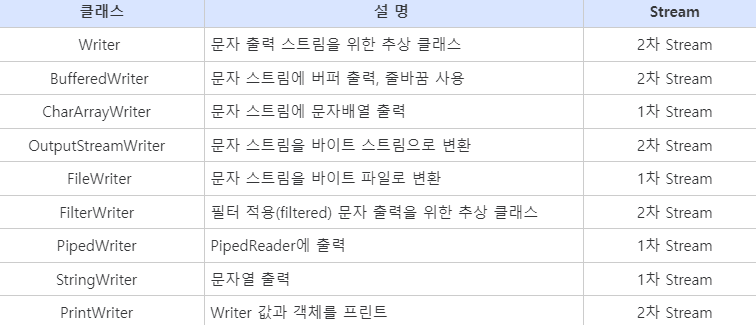 클래스 설 명 Stream
Writer 문자 출력 스트림을 위한 추상 클래스 2차 Stream
BufferedWriter 문자 스트림에 버퍼 출력, 줄바꿈 사용 2차 Stream
CharArrayWriter 문자 스트림에 문자배열 출력 1차 Stream
OutputStreamWriter 문자 스트림을 바이트 스트림으로 변환 2차 Stream
FileWriter 문자 스트림을 바이트 파일로 변환 1차 Stream
FilterWriter 필터 적용(filtered) 문자 출력을 위한 추상 클래스 2차 Stream
PipedWriter PipedReader에 출력 1차 Stream
StringWriter 문자열 출력 1차 Stream
PrintWriter Writer 값과 객체를 프린트 2차 Stream